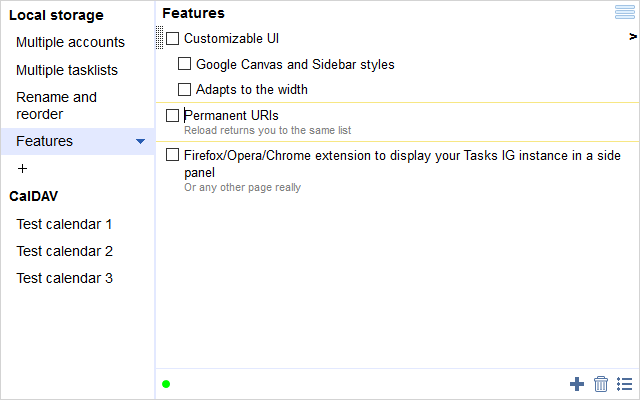 Local storage
Multiple accounts
Multiple tasklists
Rename and
reorder
Features
+
CalDAV
Test calendar 1
Test calendar 2
Test calendar 3
Features
Customizable UI
>
Google Canvas and Sidebar styles
Adapts to the width
Permanent URIs
Reload returns you to the same list
Firefox/Opera/Chrome extension to display your Tasks IG instance in a side
panel
Or any other page really